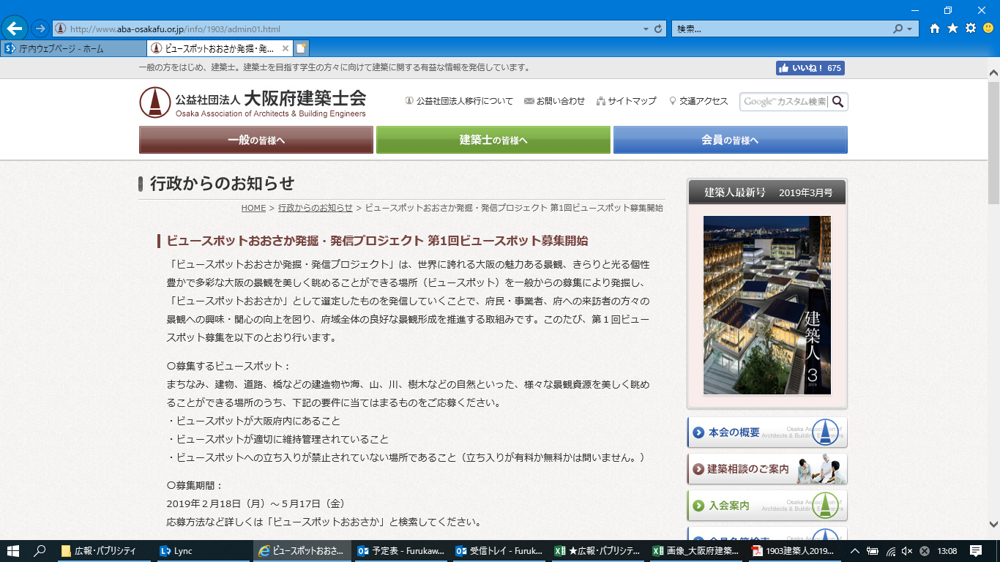 http://www.aba-osakafu.or.jp/info/1903/admin01.html
検索...
庁内ウェブページ - ホーム
ビュースポットおおさか発掘・発...
一般の方をはじめ、建築士。建築士を目指す学生の方々に向けて建築に関する有益な情報を発信しています。
いいね！ 675
公益社団法人 大阪府建築士会
Osaka Association of Architects & Building Engineers
公益社団法人移行について
お問い合わせ
サイトマップ
交通アクセス
Google™ カスタム検索
一般の皆様へ
建築士の皆様へ
会員の皆様へ
行政からのお知らせ
HOME > 行政からのお知らせ > ビュースポットおおさか発掘・発信プロジェクト 第1回ビュースポット募集開始
ビュースポットおおさか発掘・発信プロジェクト 第1回ビュースポット募集開始
「ビュースポットおおさか発掘・発信プロジェクト」は、世界に誇れる大阪の魅力ある景観、きらりと光る個性
豊かで多彩な大阪の景観を美しく眺めることができる場所（ビュースポット）を一般からの募集により発掘し、
「ビュースポットおおさか」として選定したものを発信していくことで、府民・事業者、府への来訪者の方々の
景観への興味・関心の向上を図り、府域全体の良好な景観形成を推進する取組みです。このたび、第１回ビュー
スポット募集を以下のとおり行います。
〇募集するビュースポット：
まちなみ、建物、道路、橋などの建造物や海、山、川、樹木などの自然といった、様々な景観資源を美しく眺め
ることができる場所のうち、下記の要件に当てはまるものをご応募ください。
・ビュースポットが大阪府内にあること
・ビュースポットが適切に維持管理されていること
・ビュースポットへの立ち入りが禁止されていない場所であること（立ち入りが有料か無料かは問いません。）
〇募集期間：
2019年２月18日（月）～５月17日（金）
応募方法など詳しくは「ビュースポットおおさか」と検索してください。
建築人最新号 2019年3月号
建築人
3
2019
本会の概要
Osaka Association of
Architects & Building Engineers
建築相談のご案内
入会案内
Osaka Association of
Architects & Building Engineers
広報・パブリシティ
Lync
ビュースポットおおさ...
予定表 - Furukaw...
受信トレイ - Furuk...
★広報・パブリシテ...
画像_大阪府建築...
1903建築人2019...
13:08